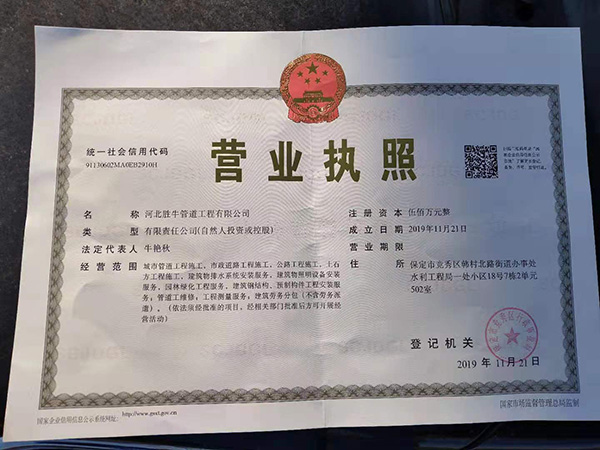 统一社会信用代码
91130602MA0EB2910H
营业执照
名称 河北胜牛管道工程有限公司
类型 有限责任公司(自然人投资或控股)
法定代表人 牛艳秋
经营范围 城市管道工程施工，市政道路工程施工，公路工程施工，土石
方工程施工，建筑物排水系统安装服务，建筑物照明设备安装
服务，园林绿化工程服务，建筑钢结构、预制构件工程安装
服务；管道工维修；工程测量服务；建筑劳务分包（不含劳务派
遣）。（依法须经批准的项目，经相关部门批准后方可开展经
营活动）
注册资本 伍佰万元整
成立日期 2019年11月21日
营业期限
住所 保定市竞秀区韩村北路街道办事处
水利工程局一处小区18号7栋2单元
502室
登记机关
2019 年 11月 21 日
国家企业信用信息公示系统网址：http://www.gsxt.gov.cn
国家市场监督管理总局监制